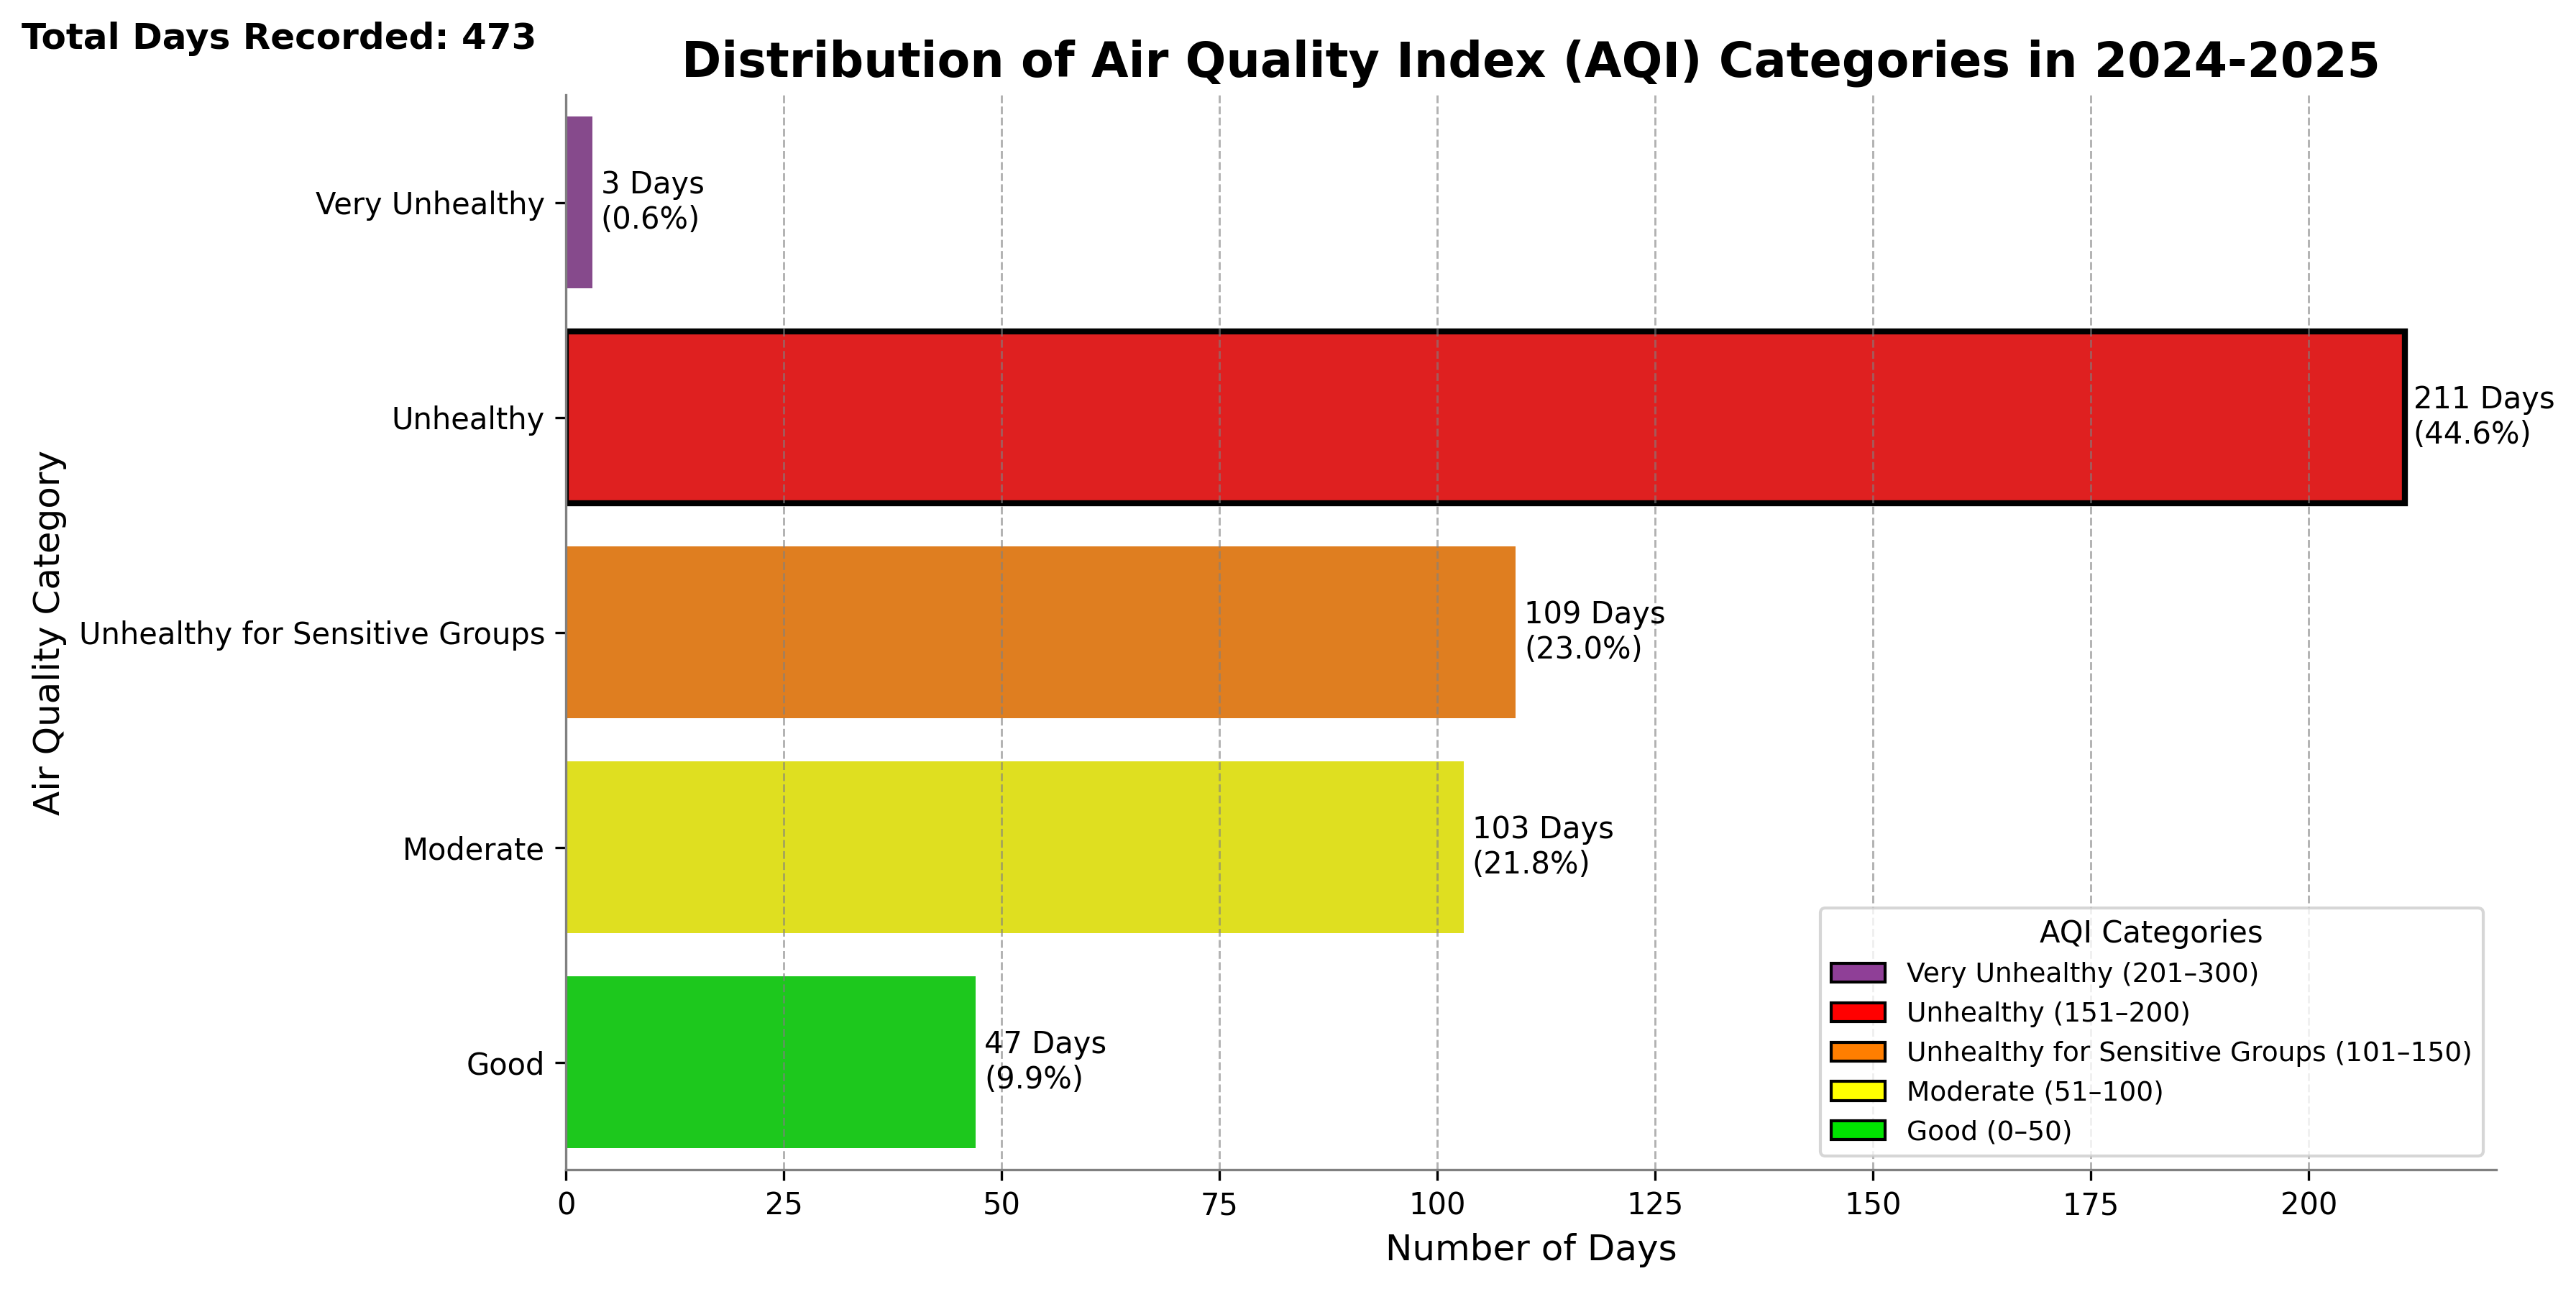 Total Days Recorded: 473
Distribution of Air Quality Index (AQI) Categories in 2024-2025
Air Quality Category
Very Unhealthy
3 Days
(0.6%)
Unhealthy
211 Days
(44.6%)
Unhealthy for Sensitive Groups
109 Days
(23.0%)
Moderate
103 Days
(21.8%)
Good
47 Days
(9.9%)
AQI Categories
Very Unhealthy (201–300)
Unhealthy (151–200)
Unhealthy for Sensitive Groups (101–150)
Moderate (51–100)
Good (0–50)
0 25 50 75 100 125 150 175 200
Number of Days